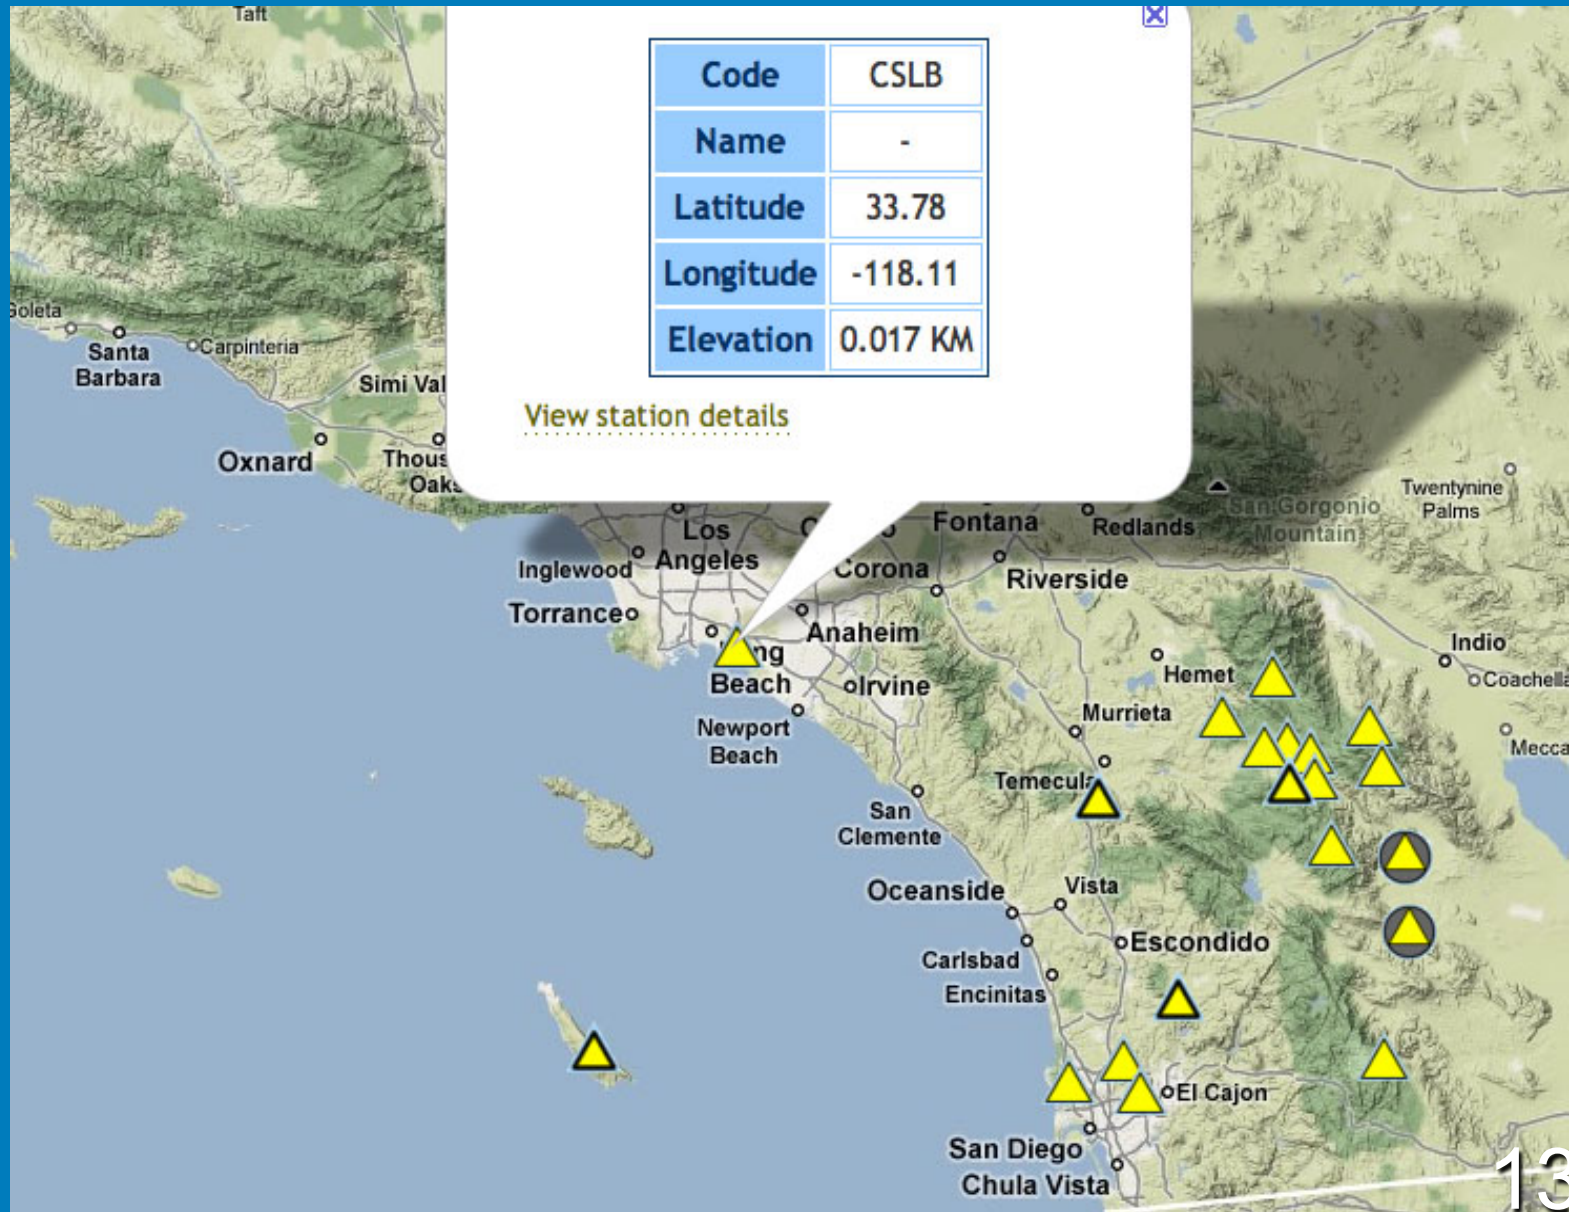 Taft
Code CSLB
Name -
Latitude 33.78
Longitude -118.11
Elevation 0.017 KM
View station details
Santa
Barbara
Carpinteria
Oxnard
Los
Angeles
Inglewood
Torrance
Fontana
Redlands
San Gorgonio
Mountain
Twentynine
Palms
Corona
Riverside
Anaheim
Beach
Irvine
Newport
Beach
Hemet
Indio
Coachella
Mecca
Murrieta
Temecula
San
Clemente
Oceanside
Vista
Escondido
Carlsbad
Encinitas
El Cajon
San Diego
Chula Vista
13